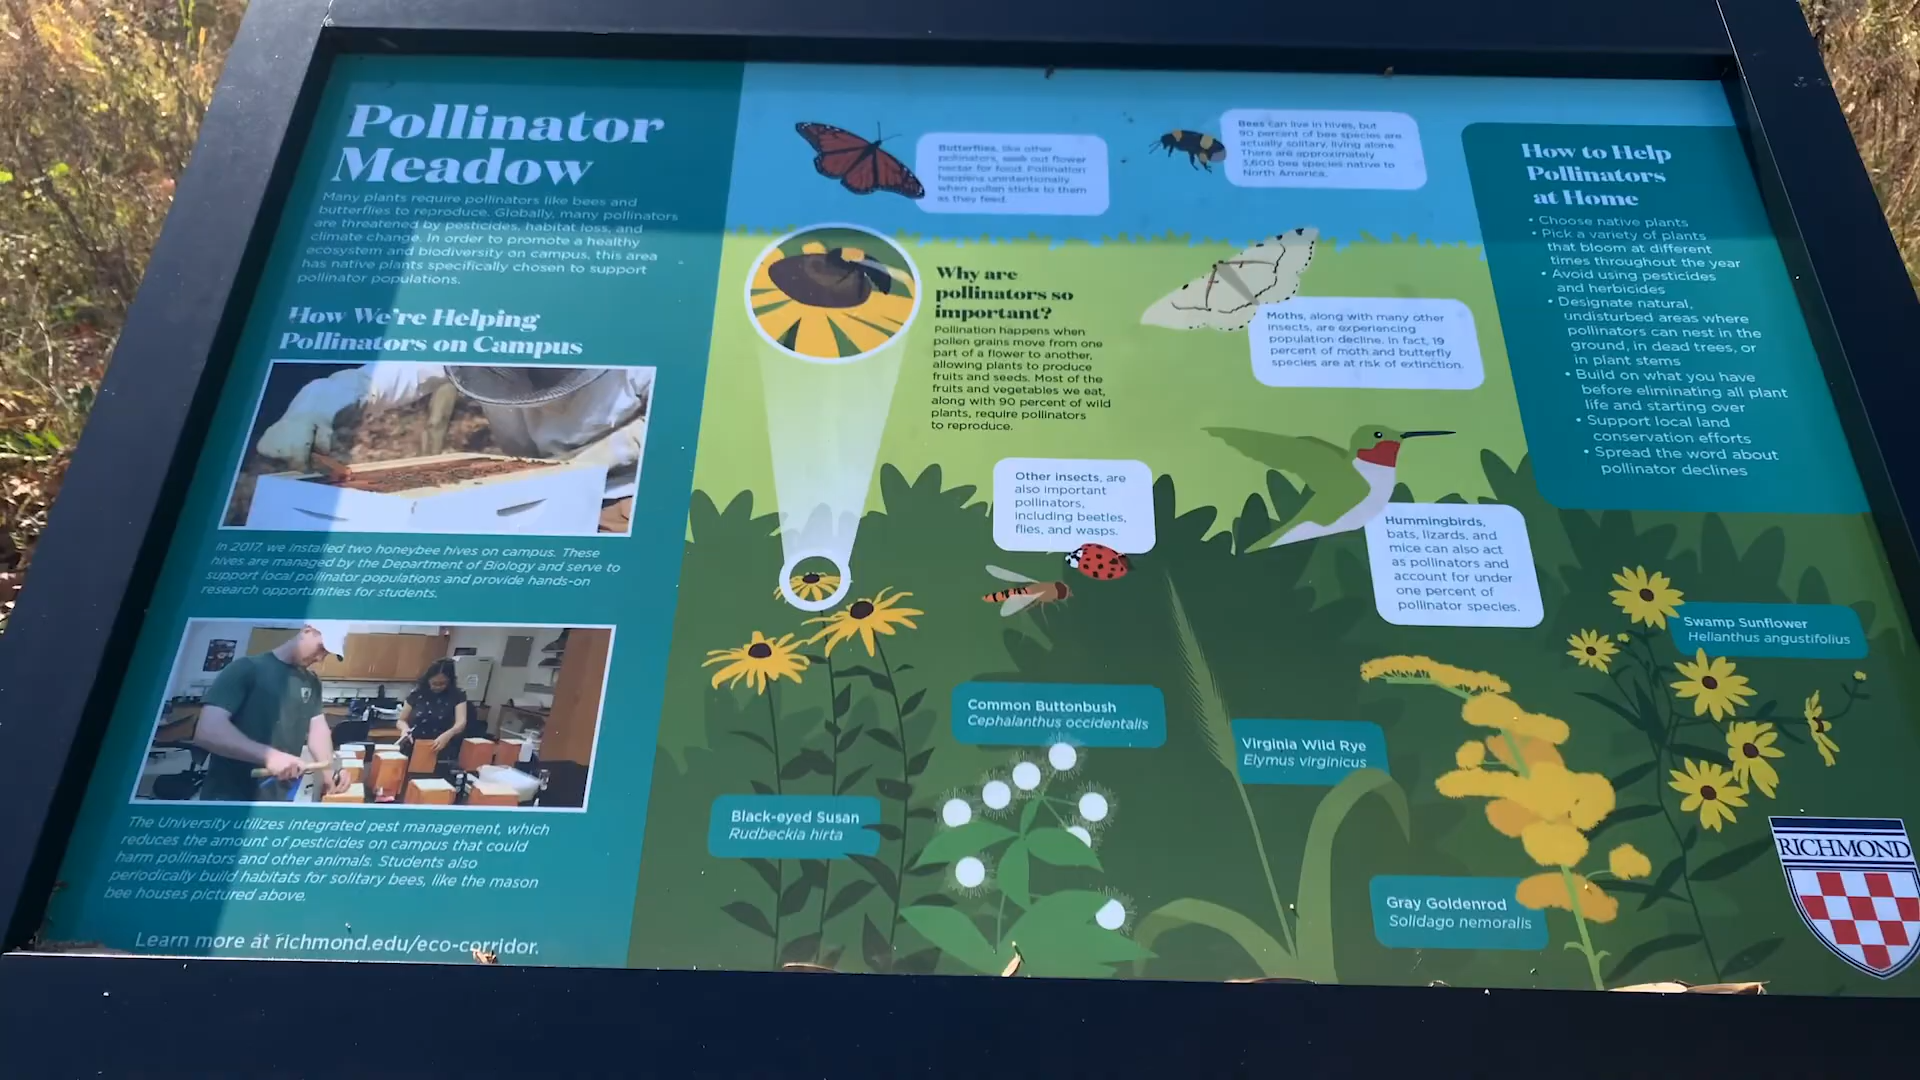 Pollinator
Meadow
Many plants require pollinators like bees and
butterflies to reproduce. Globally, many pollinators
are threatened by pesticides, habitat loss, and
climate change. In order to promote a healthy
ecosystem and biodiversity on campus, this area
has native plants specifically chosen to support
pollinator populations.
How We're Helping
Pollinators on Campus
In 2017, we installed two honeybee hives on campus. These
hives are managed by the Department of Biology and serve to
support local pollinator populations and provide hands-on
research opportunities for students.
The University utilizes integrated pest management, which
reduces the amount of pesticides on campus that could
harm pollinators and other animals. Students also
periodically build habitats for solitary bees, like the mason
bee houses pictured above.
Learn more at richmond.edu/eco-corridor.
Butterflies, like other
pollinators, seek out flower
nectar for food. Pollination
happens unintentionally
when pollen sticks to them
as they feed.
Bees can live in hives, but
90 percent of bee species are
actually solitary, living alone.
There are approximately
3,600 bee species native to
North America.
Why are
pollinators so
important?
Pollination happens when
pollen grains move from one
part of a flower to another,
allowing plants to produce
fruits and seeds. Most of the
fruits and vegetables we eat,
along with 90 percent of wild
plants, require pollinators
to reproduce.
Moths, along with many other
insects, are experiencing
population decline. In fact, 19
percent of moth and butterfly
species are at risk of extinction.
Other insects, are
also important
pollinators,
including beetles,
flies, and wasps.
Hummingbirds,
bats, lizards, and
mice can also act
as pollinators and
account for under
one percent of
pollinator species.
How to Help
Pollinators
at Home
• Choose native plants
• Pick a variety of plants
that bloom at different
times throughout the year
• Avoid using pesticides
and herbicides
• Designate natural,
undisturbed areas where
pollinators can nest in the
ground, in dead trees, or
in plant stems
• Build on what you have
before eliminating all plant
life and starting over
• Support local land
conservation efforts
• Spread the word about
pollinator declines
Swamp Sunflower
Helianthus angustifolius
Common Buttonbush
Cephalanthus occidentalis
Virginia Wild Rye
Elymus virginicus
Black-eyed Susan
Rudbeckia hirta
Gray Goldenrod
Solidago nemoralis
RICHMOND